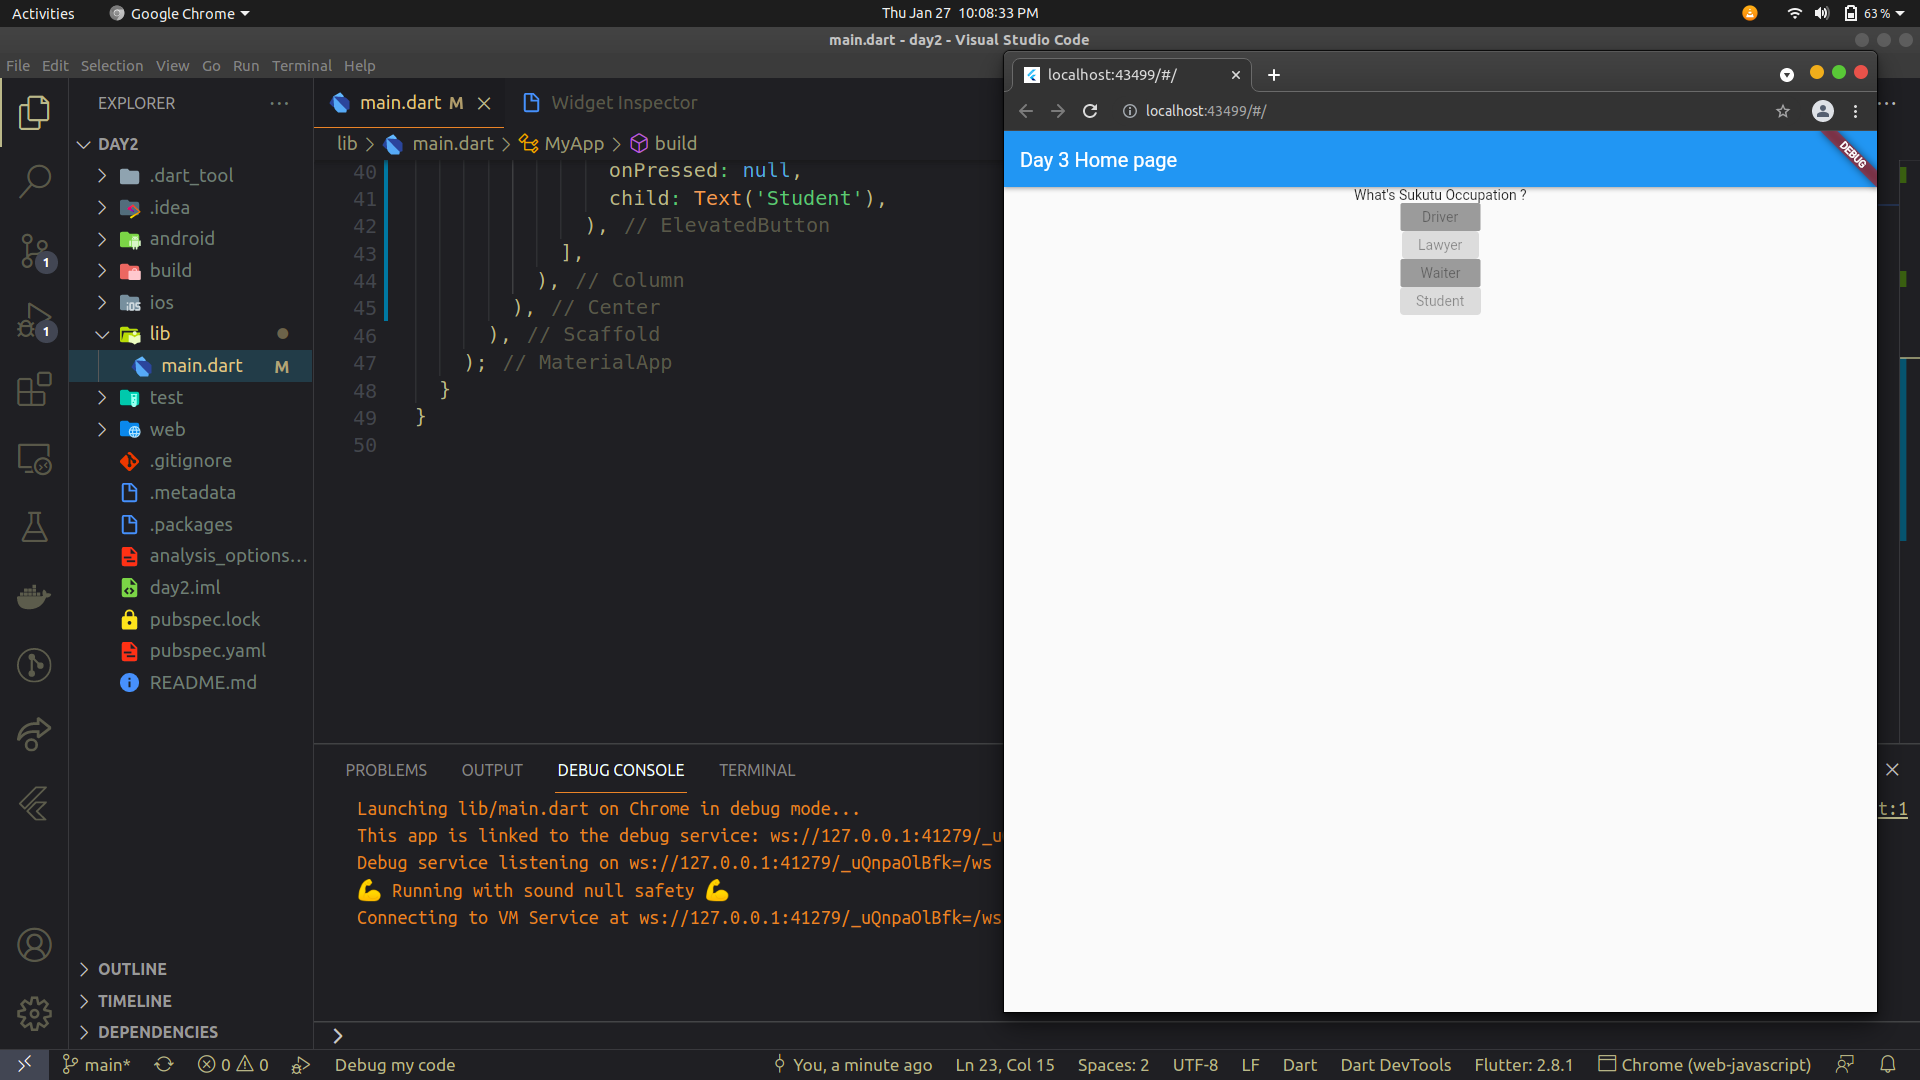 Activities
Google Chrome
Thu Jan 27 10:08:33 PM
63 %
main.dart - day2 - Visual Studio Code
File Edit Selection View Go Run Terminal Help
EXPLORER
DAY2
.dart_tool
.idea
android
build
ios
lib
main.dart M
test
web
.gitignore
.metadata
.packages
analysis_options...
day2.iml
pubspec.lock
pubspec.yaml
README.md
OUTLINE
TIMELINE
DEPENDENCIES
1
1
main.dart M
Widget Inspector
lib > main.dart > MyApp > build
40 onPressed: null,
41 child: Text('Student'),
42 ), // ElevatedButton
43 ],
44 ), // Column
45 ), // Center
46 ), // Scaffold
47 ); // MaterialApp
48 }
49 }
50
localhost:43499/#/
localhost:43499/#/
Day 3 Home page
DEBUG
What's Sukutu Occupation ?
Driver
Lawyer
Waiter
Student
PROBLEMS OUTPUT DEBUG CONSOLE TERMINAL
Launching lib/main.dart on Chrome in debug mode...
t:1
This app is linked to the debug service: ws://127.0.0.1:41279/_u
Debug service listening on ws://127.0.0.1:41279/_uQnpaOlBfk=/ws
💪 Running with sound null safety 💪
Connecting to VM Service at ws://127.0.0.1:41279/_uQnpaOlBfk=/ws
>
main* 0 0 Debug my code You, a minute ago Ln 23, Col 15 Spaces: 2 UTF-8 LF Dart Dart DevTools Flutter: 2.8.1 Chrome (web-javascript)